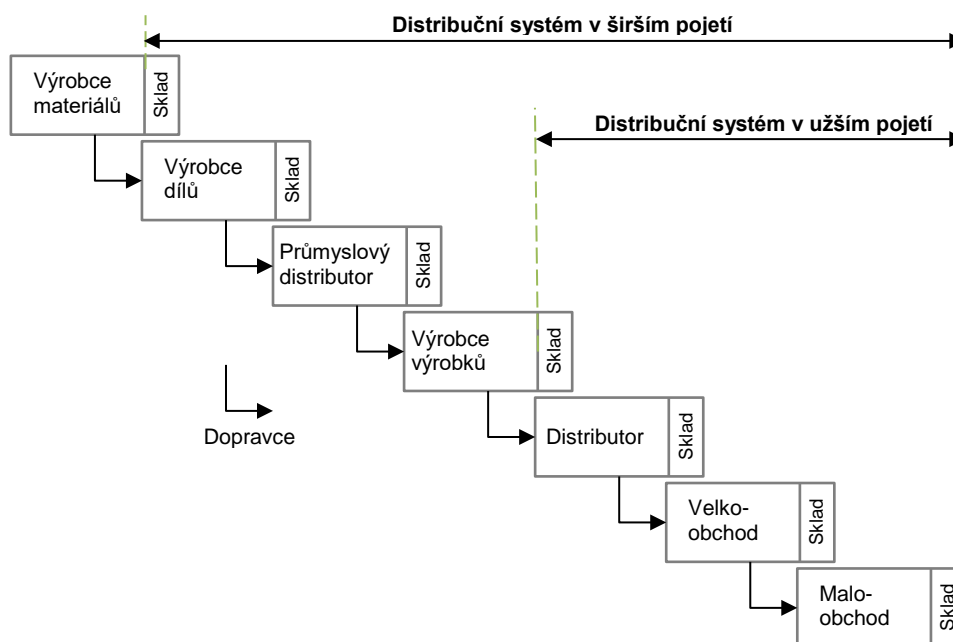 Distribuční systém v širším pojetí
Výrobce
materiálů
Sklad
Distribuční systém v užším pojetí
Výrobce
dílů
Sklad
Průmyslový
distributor
Sklad
Výrobce
výrobků
Sklad
Dopravce
Distributor
Sklad
Velko-
obchod
Sklad
Malo-
obchod
Sklad